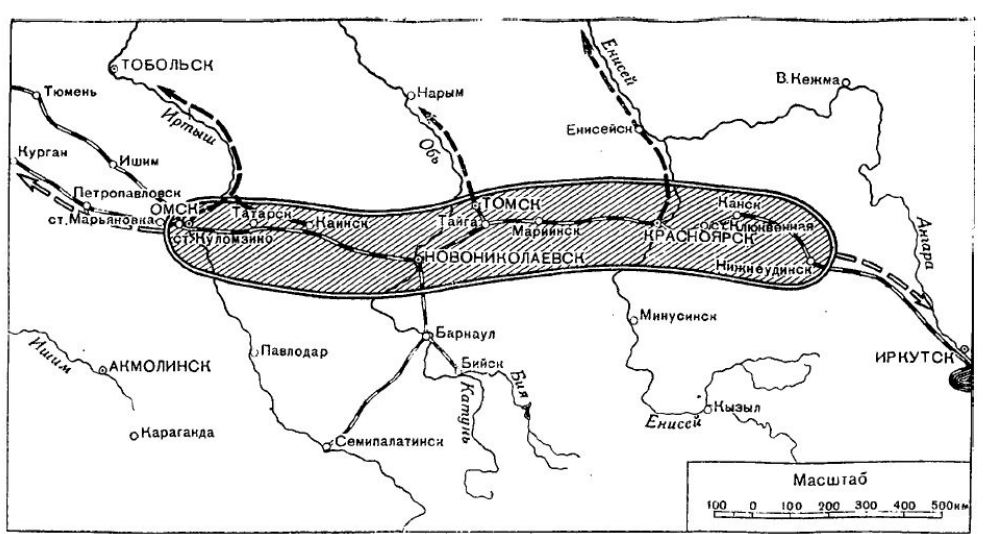 ТОБОЛЬСК
Тюмень
Иртыш
Нарым
Обь
Енисей
Енисейск
В. Кежма
Курган
Ишим
Петропавловск
ОМСК
ст. Марьяновка
ст. Куломзино
Татарск
Каинск
ТОМСК
Тайга
Мариинск
Канск
ст. Клюквенная
КРАСНОЯРСК
НОВОНИКОЛАЕВСК
Нижнеудинск
Ангара
ИРКУТСК
Минусинск
Барнаул
Павлодар
Ишим
АКМОЛИНСК
Бийск
Бия
Катунь
Кызыл
Енисей
Караганда
Семипалатинск
Масштаб
100 0 100 200 300 400 500км